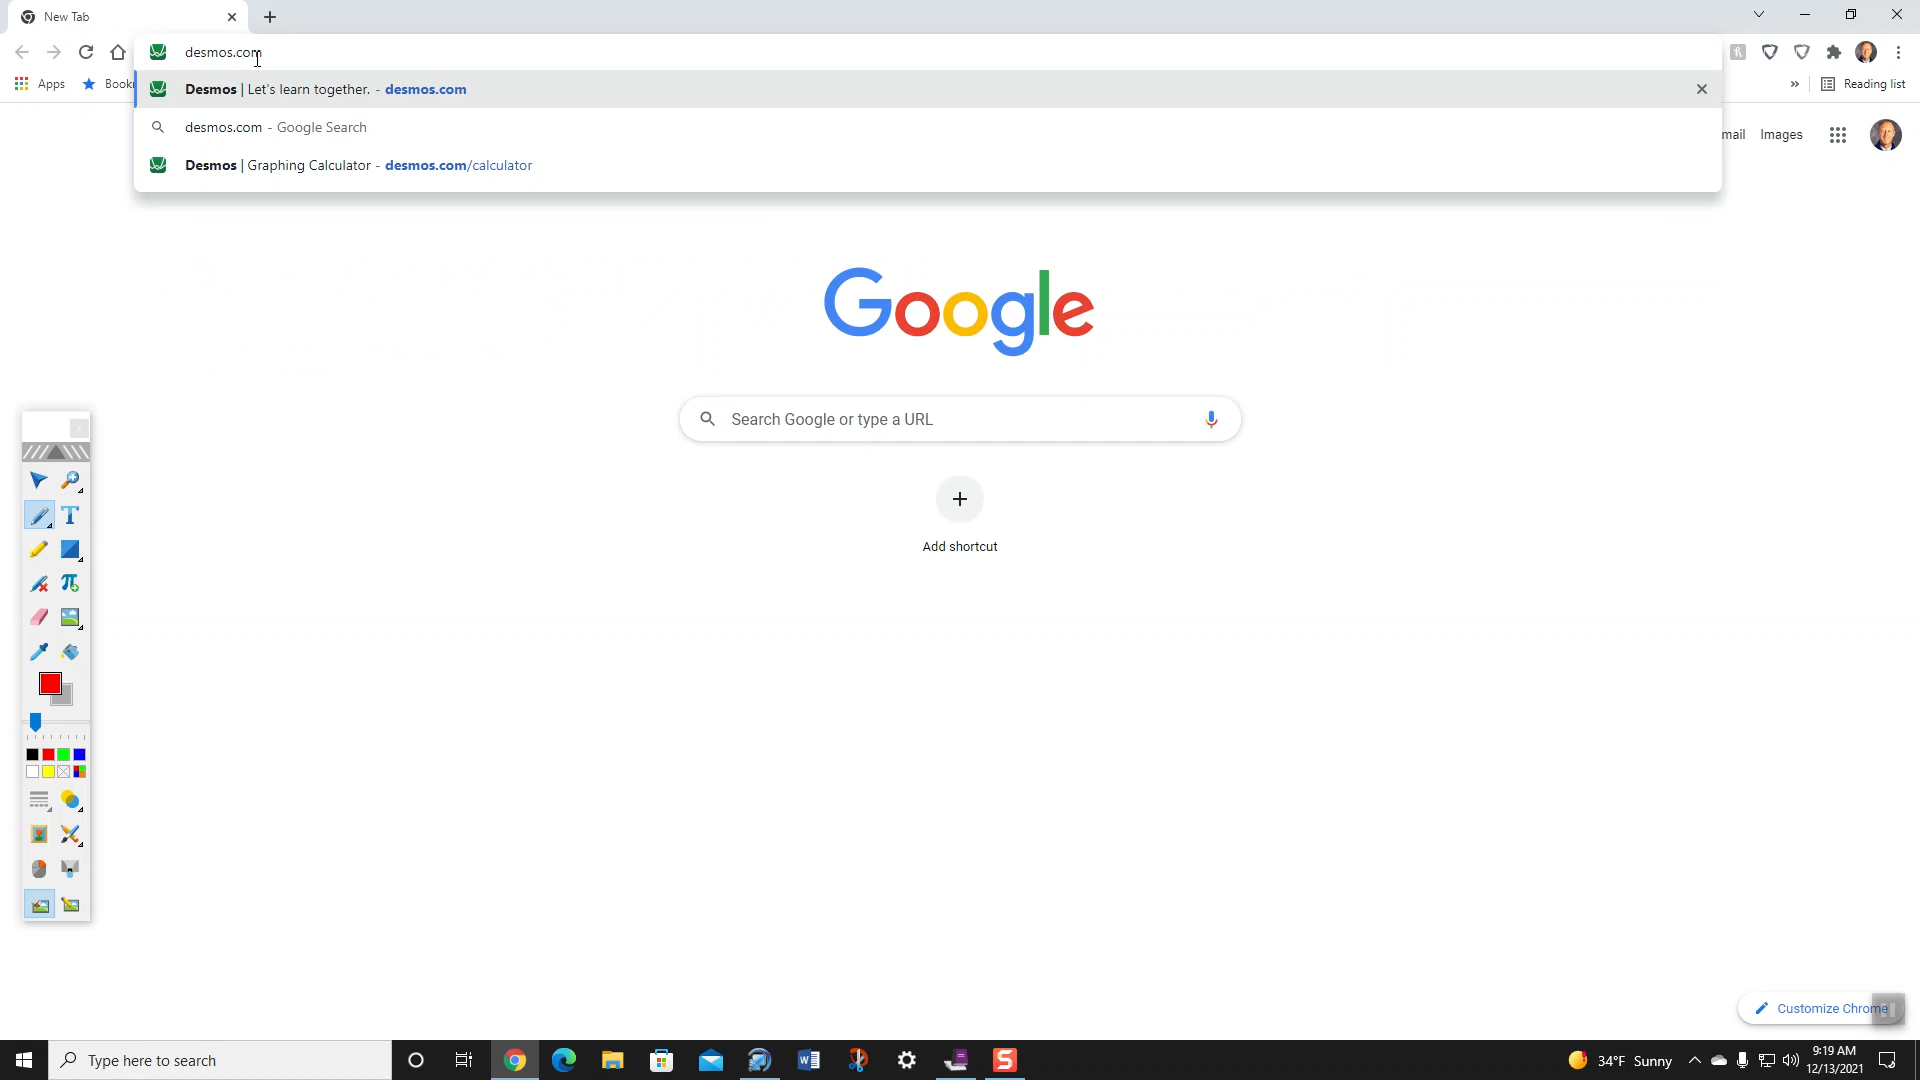 New Tab
desmos.com
Apps
Book
Desmos | Let's learn together. - desmos.com
Reading list
desmos.com - Google Search
mail Images
Desmos | Graphing Calculator - desmos.com/calculator
Google
Search Google or type a URL
Add shortcut
Customize Chrome
Type here to search
34°F Sunny
9:19 AM
12/13/2021